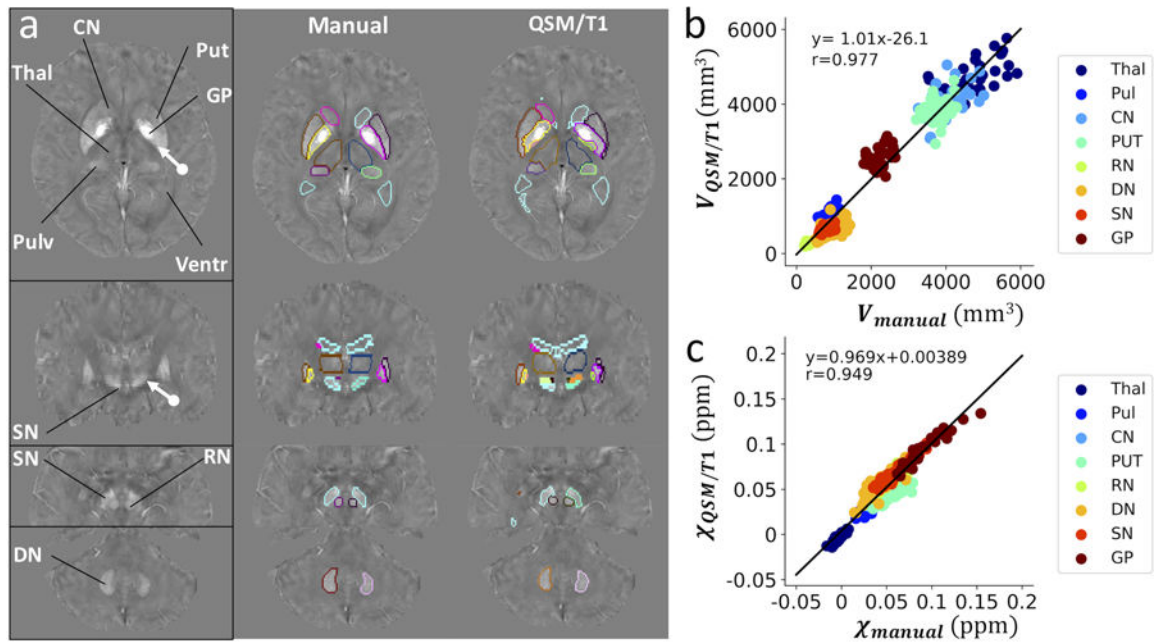 a
CN
Put
Thal
GP
Pulv
Ventr
SN
SN
RN
DN
Manual
QSM/T1
b
y= 1.01x-26.1
r=0.977
V_QSM/T1 (mm³)
6000
4000
2000
0
0
2000
4000
6000
V_manual (mm³)
Thal
Pul
CN
PUT
RN
DN
SN
GP
c
y=0.969x+0.00389
r=0.949
χ_QSM/T1 (ppm)
0.2
0.15
0.1
0.05
0
-0.05
-0.05
0
0.05
0.1
0.15
0.2
χ_manual (ppm)
Thal
Pul
CN
PUT
RN
DN
SN
GP